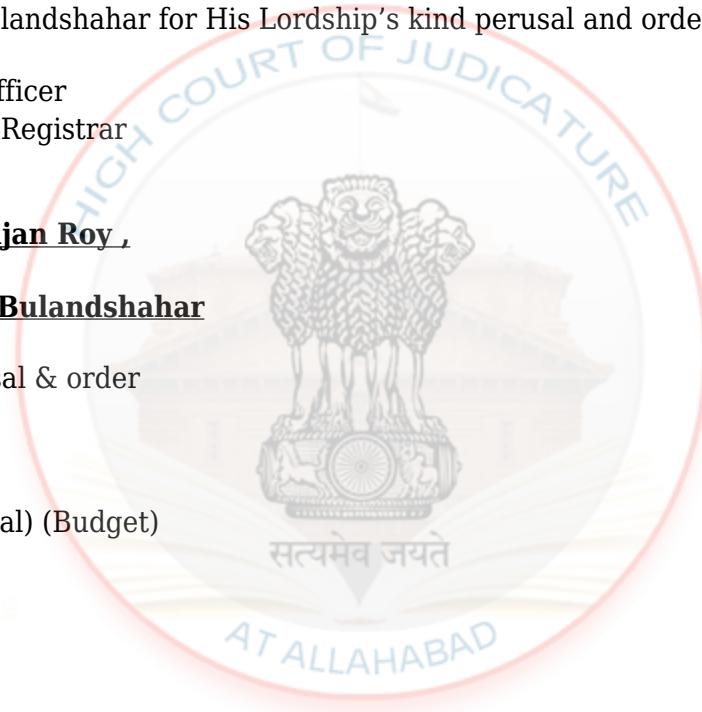 landshahar for His Lordship’s kind perusal and orde
fficer
Registrar
jan Roy ,
Bulandshahar
al & order
al) (Budget)
HIGH COURT OF JUDICATURE
सत्यमेव जयते
AT ALLAHABAD